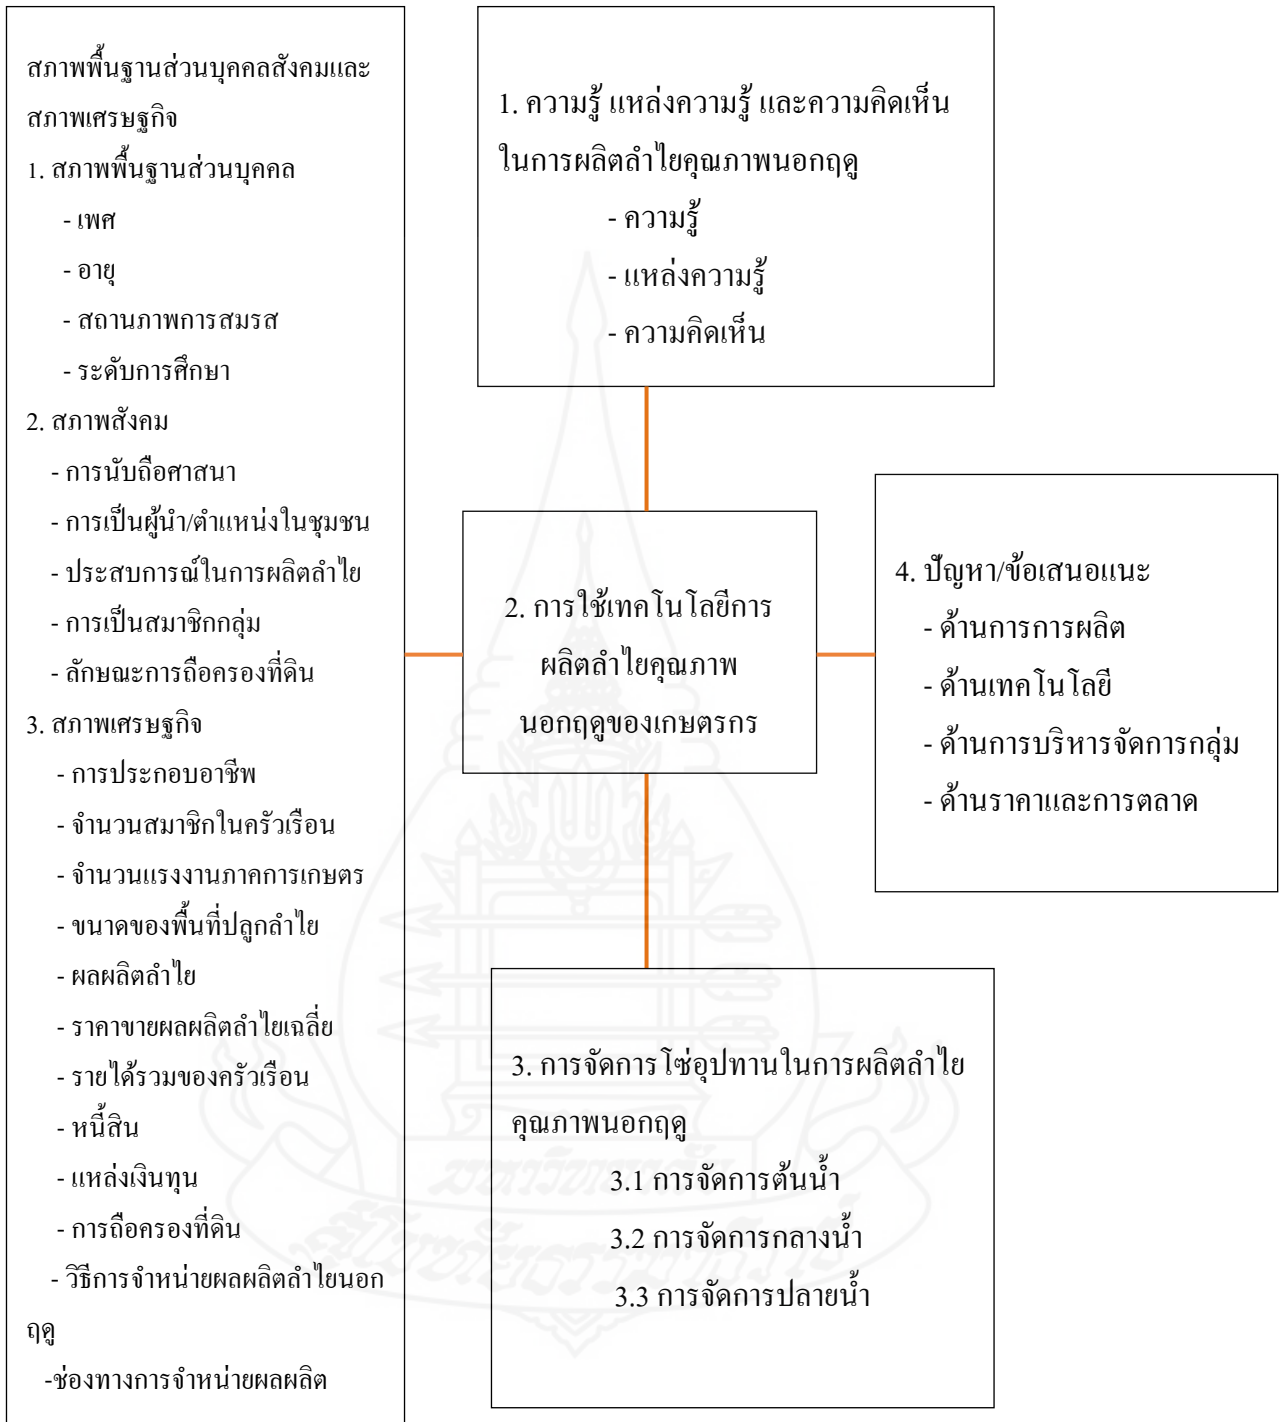 สภาพพื้นฐานส่วนบุคคลสังคมและ
สภาพเศรษฐกิจ
1. สภาพพื้นฐานส่วนบุคคล
- เพศ
- อายุ
- สถานภาพการสมรส
- ระดับการศึกษา
2. สภาพสังคม
- การนับถือศาสนา
- การเป็นผู้นำ/ตำแหน่งในชุมชน
- ประสบการณ์ในการผลิตลำไย
- การเป็นสมาชิกกลุ่ม
- ลักษณะการถือครองที่ดิน
3. สภาพเศรษฐกิจ
- การประกอบอาชีพ
- จำนวนสมาชิกในครัวเรือน
- จำนวนแรงงานภาคการเกษตร
- ขนาดของพื้นที่ปลูกลำไย
- ผลผลิตลำไย
- ราคาขายผลผลิตลำไยเฉลี่ย
- รายได้รวมของครัวเรือน
- หนี้สิน
- แหล่งเงินทุน
- การถือครองที่ดิน
- วิธีการจำหน่ายผลผลิตลำไยนอก
ฤดู
-ช่องทางการจำหน่ายผลผลิต
1. ความรู้ แหล่งความรู้ และความคิดเห็น
ในการผลิตลำไยคุณภาพนอกฤดู
- ความรู้
- แหล่งความรู้
- ความคิดเห็น
2. การใช้เทคโนโลยีการ
ผลิตลำไยคุณภาพ
นอกฤดูของเกษตรกร
4. ปัญหา/ข้อเสนอแนะ
- ด้านการการผลิต
- ด้านเทคโนโลยี
- ด้านการบริหารจัดการกลุ่ม
- ด้านราคาและการตลาด
3. การจัดการโซ่อุปทานในการผลิตลำไย
คุณภาพนอกฤดู
3.1 การจัดการต้นน้ำ
3.2 การจัดการกลางน้ำ
3.3 การจัดการปลายน้ำ
มหาวิทยาลัย
สุโขทัยธรรมาธิราช